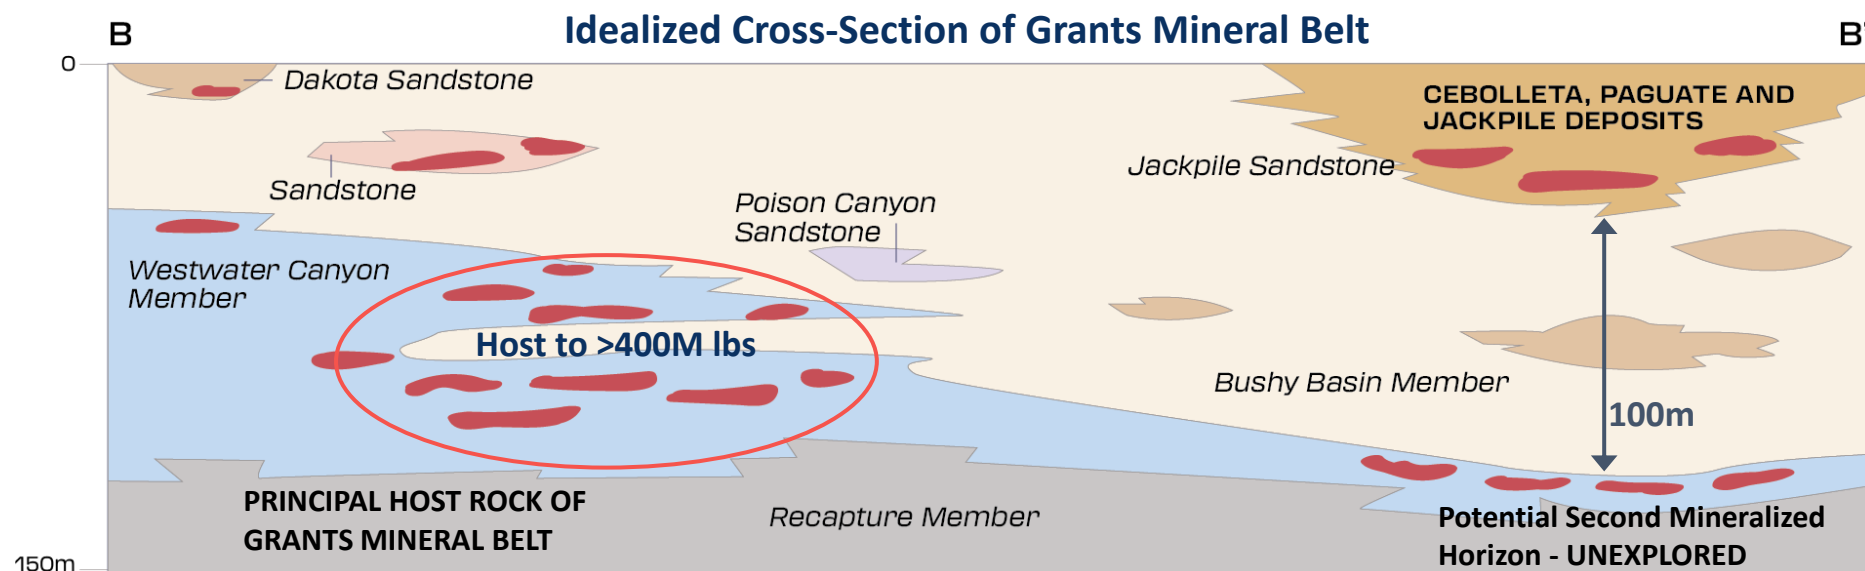 Idealized Cross-Section of Grants Mineral Belt
B
B'
0
Dakota Sandstone
CEBOLLETA, PAGUATE AND
JACKPILE DEPOSITS
Jackpile Sandstone
Sandstone
Poison Canyon
Sandstone
Westwater Canyon
Member
Host to >400M lbs
Bushy Basin Member
100m
PRINCIPAL HOST ROCK OF
GRANTS MINERAL BELT
Recapture Member
Potential Second Mineralized
Horizon - UNEXPLORED
150m